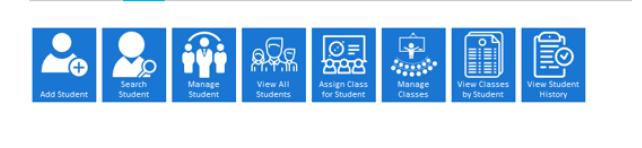 Add Student
Search
Student
Manage
Student
View All
Students
Assign Class
for Student
Manage
Classes
View Classes
by Student
View Student
History